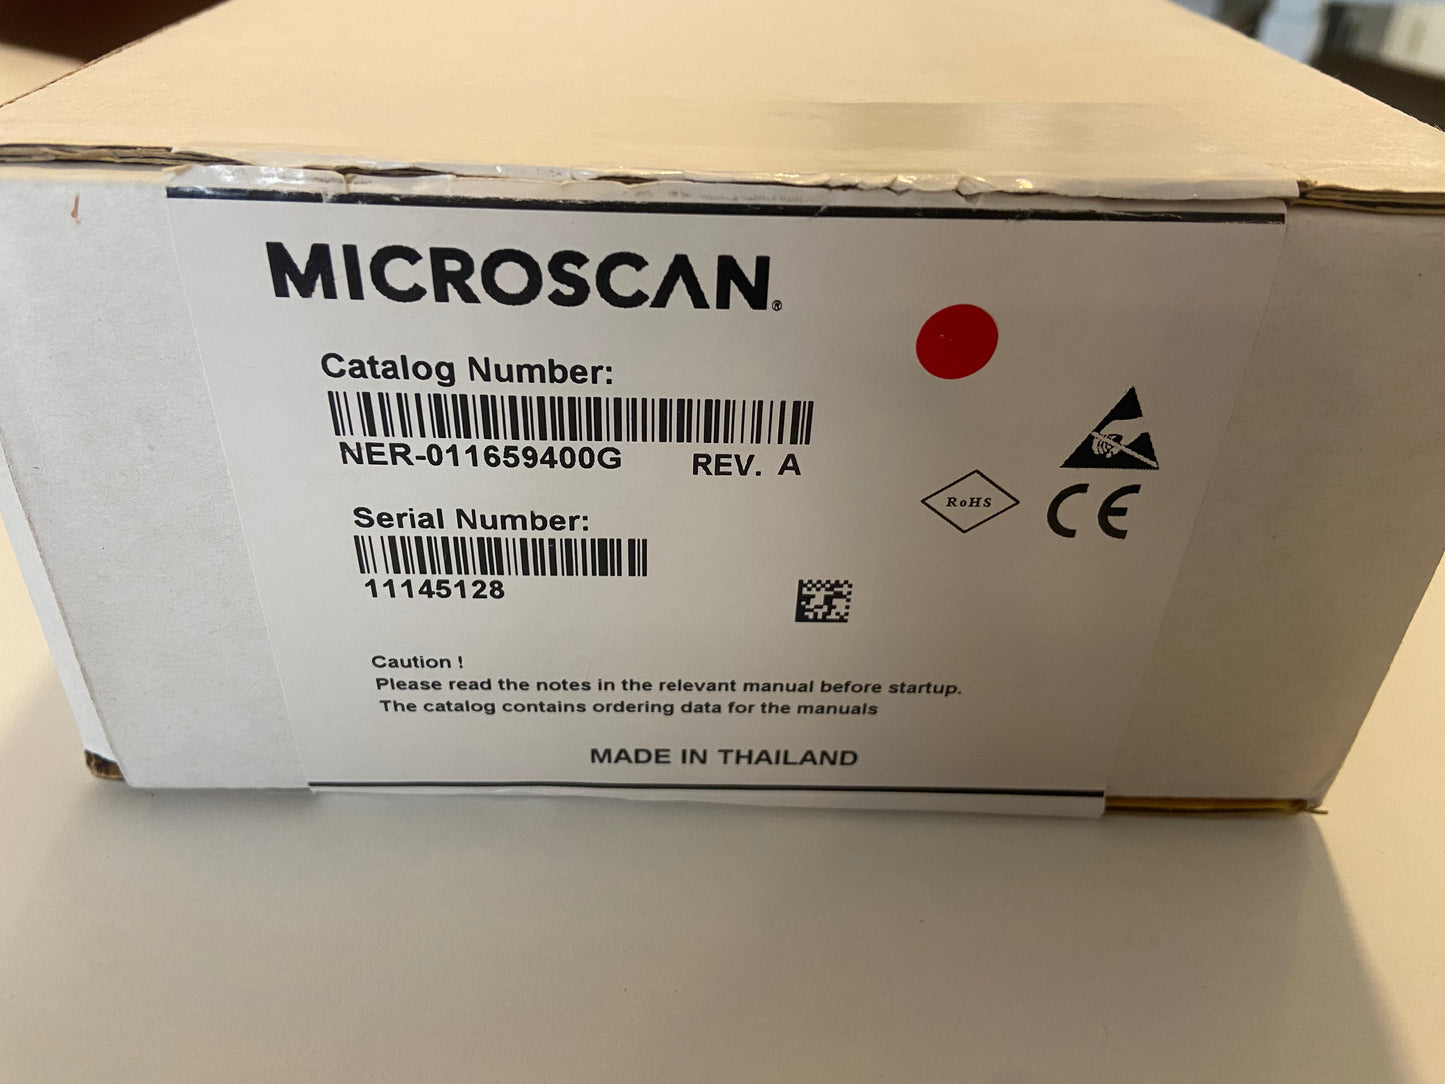 MICROSCAN®
Catalog Number:
NER-011659400G REV. A
Serial Number:
11145128
RoHS
CE
Caution !
Please read the notes in the relevant manual before startup.
The catalog contains ordering data for the manuals
MADE IN THAILAND